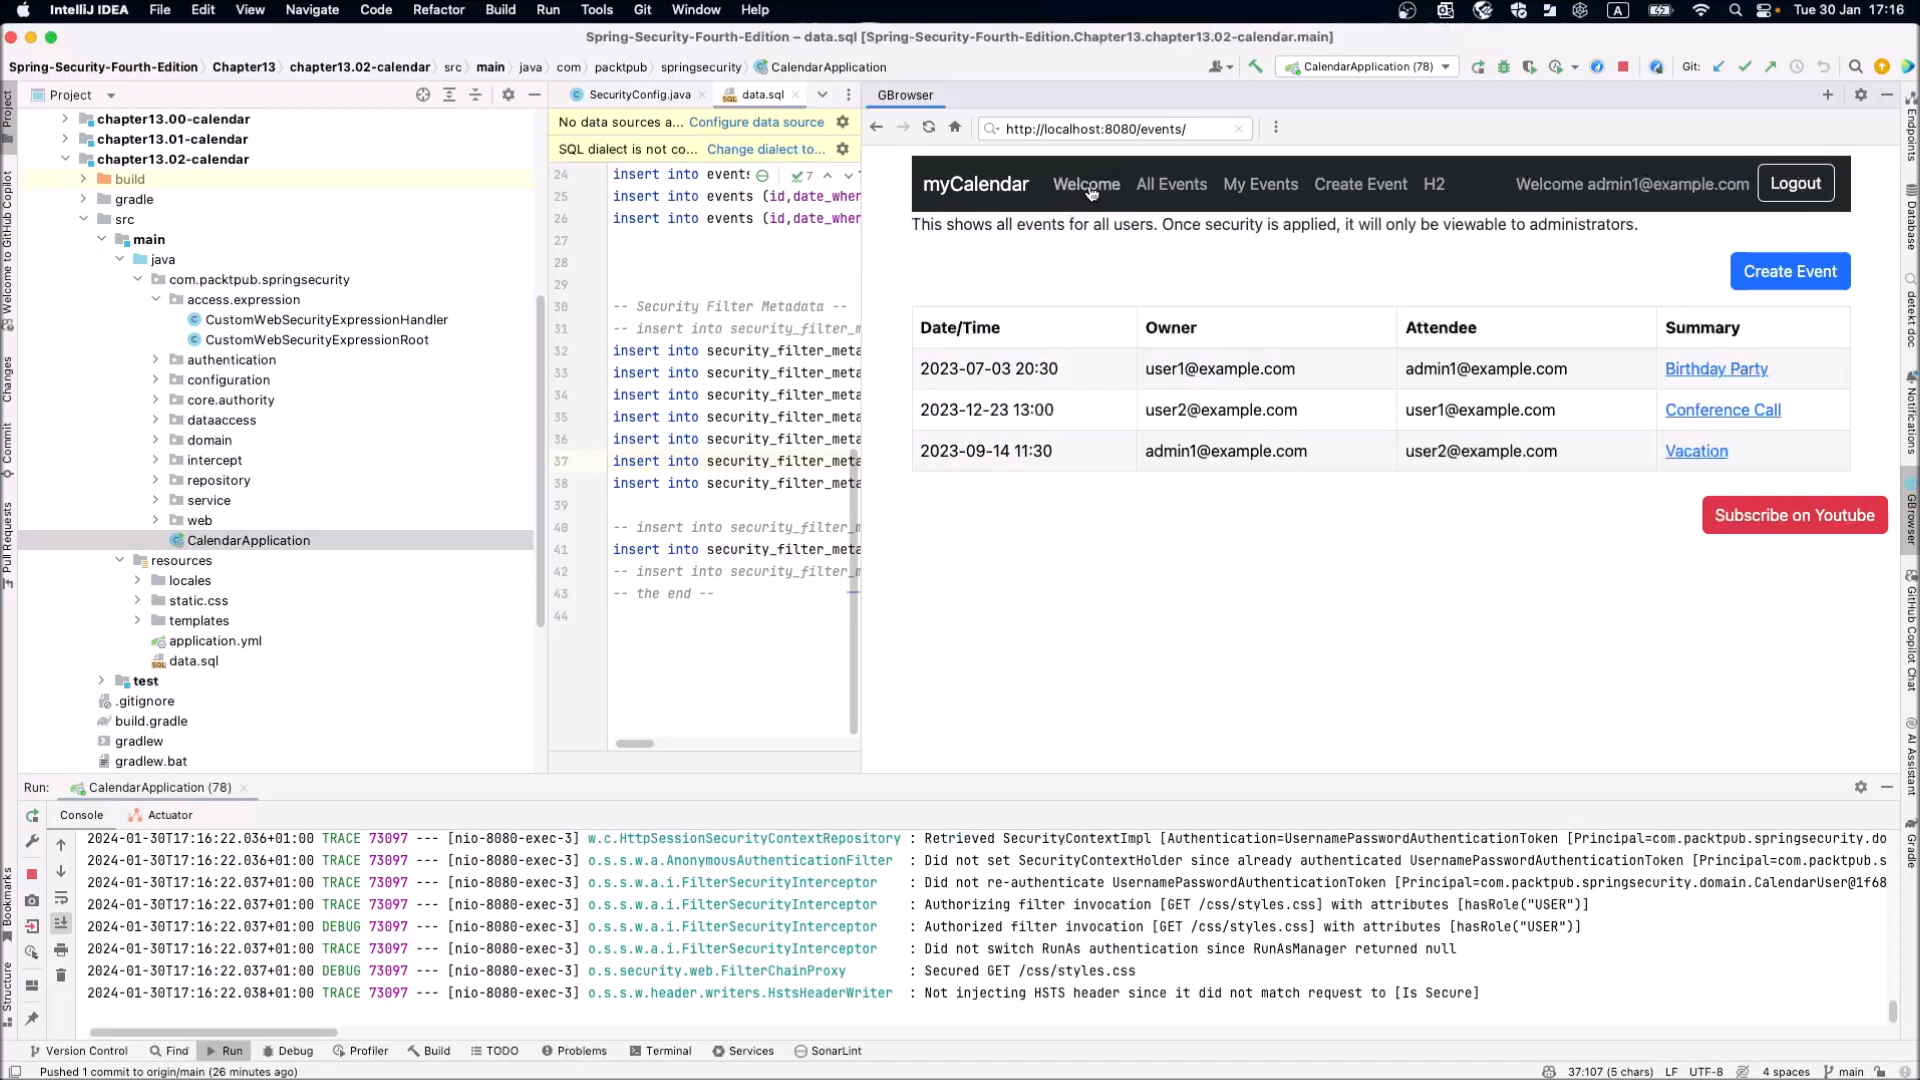 IntelliJ IDEA File Edit View Navigate Code Refactor Build Run Tools Git Window Help A Tue 30 Jan 17:16
Spring-Security-Fourth-Edition – data.sql [Spring-Security-Fourth-Edition.Chapter13.chapter13.02-calendar.main]
Spring-Security-Fourth-Edition Chapter13 chapter13.02-calendar src main java com packtpub springsecurity CalendarApplication CalendarApplication (78) Git:
Project
chapter13.00-calendar
chapter13.01-calendar
chapter13.02-calendar
build
gradle
src
main
java
com.packtpub.springsecurity
access.expression
CustomWebSecurityExpressionHandler
CustomWebSecurityExpressionRoot
authentication
configuration
core.authority
dataaccess
domain
intercept
repository
service
web
CalendarApplication
resources
locales
static.css
templates
application.yml
data.sql
test
.gitignore
build.gradle
gradlew
gradlew.bat
SecurityConfig.java data.sql
No data sources a... Configure data source
SQL dialect is not co... Change dialect to...
24 insert into events 7
25 insert into events (id,date_when
26 insert into events (id,date_when
27
28
29
30 -- Security Filter Metadata --
31 -- insert into security_filter_m
32 insert into security_filter_meta
33 insert into security_filter_meta
34 insert into security_filter_meta
35 insert into security_filter_meta
36 insert into security_filter_meta
37 insert into security_filter_meta
38 insert into security_filter_meta
39
40 -- insert into security_filter_m
41 insert into security_filter_meta
42 -- insert into security_filter_m
43 -- the end --
44
GBrowser
http://localhost:8080/events/
myCalendar Welcome All Events My Events Create Event H2 Welcome admin1@example.com Logout
This shows all events for all users. Once security is applied, it will only be viewable to administrators.
Create Event
Date/Time Owner Attendee Summary
2023-07-03 20:30 user1@example.com admin1@example.com Birthday Party
2023-12-23 13:00 user2@example.com user1@example.com Conference Call
2023-09-14 11:30 admin1@example.com user2@example.com Vacation
Subscribe on Youtube
Project
Welcome to GitHub Copilot
Changes
Commit
Pull Requests
Bookmarks
Structure
Endpoints
Database
detekt doc
Notifications
GBrowser
GitHub Copilot Chat
AI Assistant
Gradle
Run: CalendarApplication (78)
Console Actuator
2024-01-30T17:16:22.036+01:00 TRACE 73097 --- [nio-8080-exec-3] w.c.HttpSessionSecurityContextRepository : Retrieved SecurityContextImpl [Authentication=UsernamePasswordAuthenticationToken [Principal=com.packtpub.springsecurity.do
2024-01-30T17:16:22.036+01:00 TRACE 73097 --- [nio-8080-exec-3] o.s.s.w.a.AnonymousAuthenticationFilter : Did not set SecurityContextHolder since already authenticated UsernamePasswordAuthenticationToken [Principal=com.packtpub.s
2024-01-30T17:16:22.037+01:00 TRACE 73097 --- [nio-8080-exec-3] o.s.s.w.a.i.FilterSecurityInterceptor : Did not re-authenticate UsernamePasswordAuthenticationToken [Principal=com.packtpub.springsecurity.domain.CalendarUser@1f68
2024-01-30T17:16:22.037+01:00 TRACE 73097 --- [nio-8080-exec-3] o.s.s.w.a.i.FilterSecurityInterceptor : Authorizing filter invocation [GET /css/styles.css] with attributes [hasRole("USER")]
2024-01-30T17:16:22.037+01:00 DEBUG 73097 --- [nio-8080-exec-3] o.s.s.w.a.i.FilterSecurityInterceptor : Authorized filter invocation [GET /css/styles.css] with attributes [hasRole("USER")]
2024-01-30T17:16:22.037+01:00 TRACE 73097 --- [nio-8080-exec-3] o.s.s.w.a.i.FilterSecurityInterceptor : Did not switch RunAs authentication since RunAsManager returned null
2024-01-30T17:16:22.037+01:00 DEBUG 73097 --- [nio-8080-exec-3] o.s.security.web.FilterChainProxy : Secured GET /css/styles.css
2024-01-30T17:16:22.038+01:00 TRACE 73097 --- [nio-8080-exec-3] o.s.s.w.header.writers.HstsHeaderWriter : Not injecting HSTS header since it did not match request to [Is Secure]
Version Control Find Run Debug Profiler Build TODO Problems Terminal Services SonarLint
Pushed 1 commit to origin/main (26 minutes ago) 37:107 (5 chars) LF UTF-8 4 spaces main